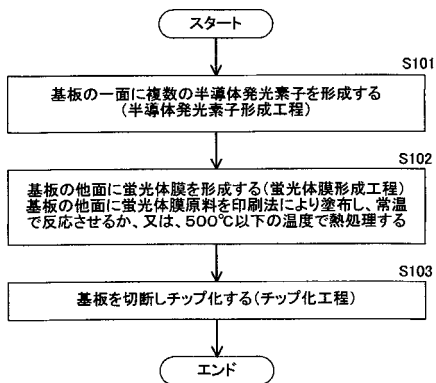 スタート
S101
基板の一面に複数の半導体発光素子を形成する
(半導体発光素子形成工程)
S102
基板の他面に蛍光体膜を形成する(蛍光体膜形成工程)
基板の他面に蛍光体膜原料を印刷法により塗布し、常温
で反応させるか、又は、500℃以下の温度で熱処理する
S103
基板を切断しチップ化する(チップ化工程)
エンド